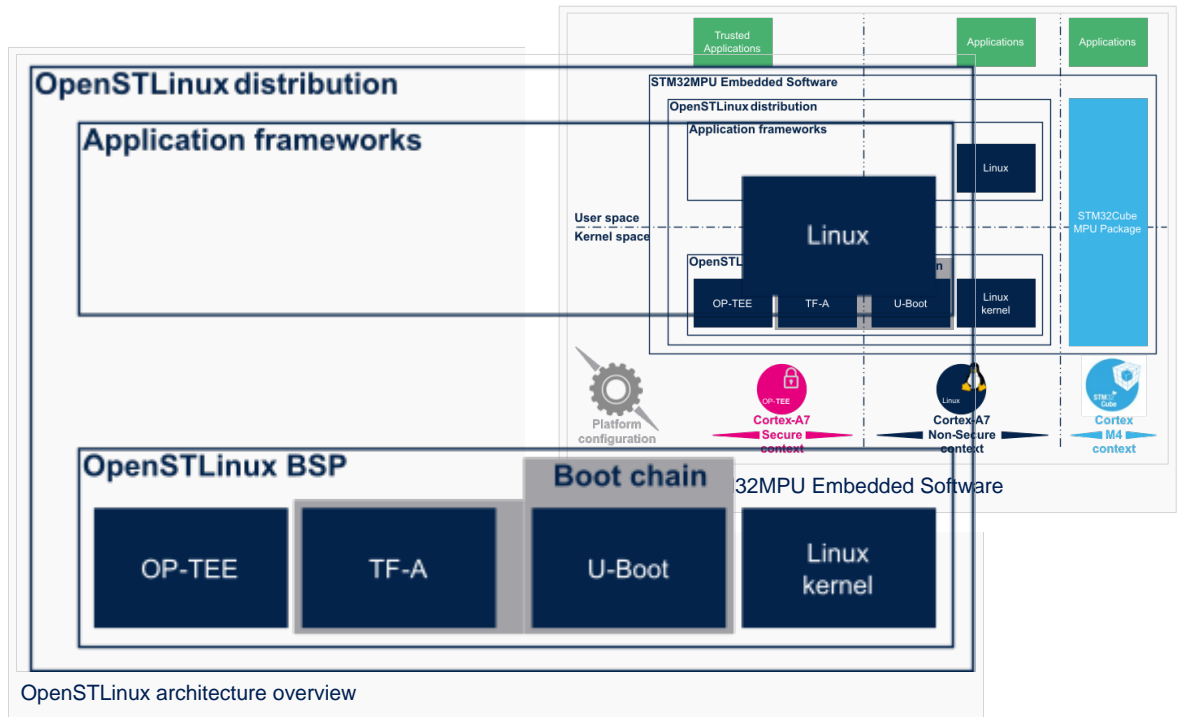 OpenSTLinux distribution
Application frameworks
Linux
OpenSTLinux BSP
Boot chain
OP-TEE
TF-A
U-Boot
Linux
kernel
OpenSTLinux architecture overview
Trusted
Applications
Applications
Applications
STM32MPU Embedded Software
OpenSTLinux distribution
Application frameworks
Linux
User space
Kernel space
STM32Cube
MPU Package
OpenSTL
n
OP-TEE
TF-A
U-Boot
Linux
kernel
OP-TEE
Linux
STM32
Cube
Platform
configuration
Cortex-A7
Secure
context
Cortex-A7
Non-Secure
context
Cortex
M4
context
32MPU Embedded Software